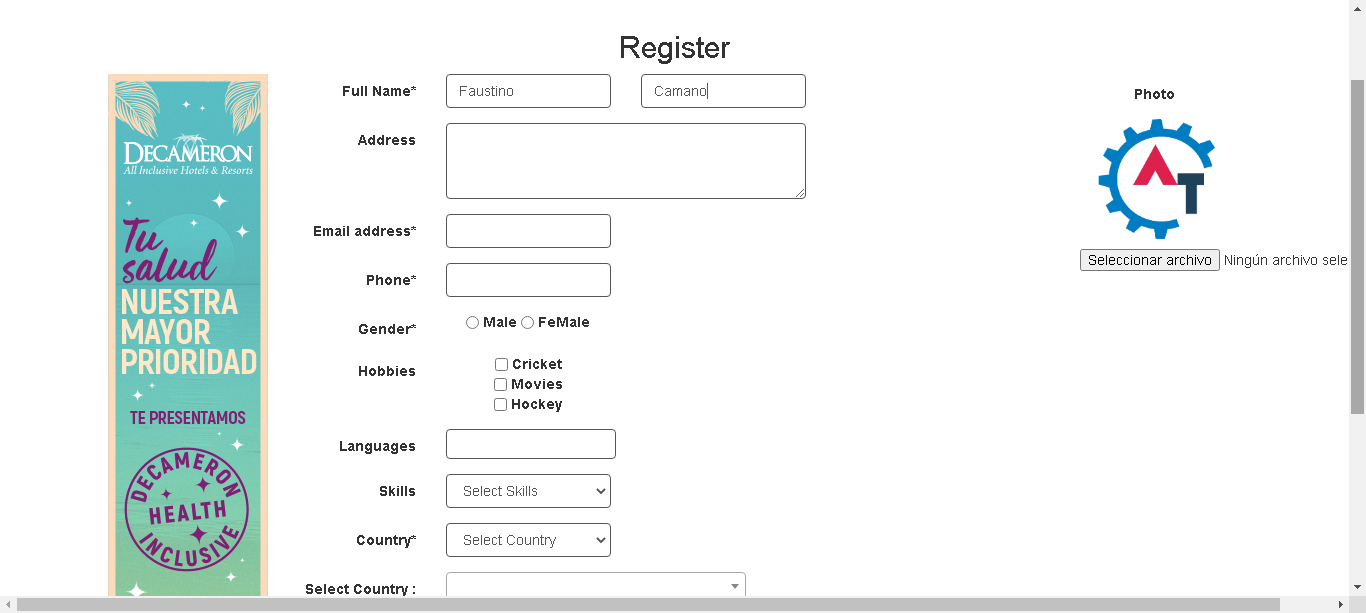 Register
DECAMERON
All Inclusive Hotels & Resorts
Tu
salud
NUESTRA
MAYOR
PRIORIDAD
TE PRESENTAMOS
DECAMERON
HEALTH
INCLUSIVE
Full Name*
Faustino
Camano
Address
Email address*
Phone*
Gender*
Male
FeMale
Hobbies
Cricket
Movies
Hockey
Languages
Skills
Select Skills
Country*
Select Country
Select Country :
Photo
AT
Seleccionar archivo
Ningún archivo sele